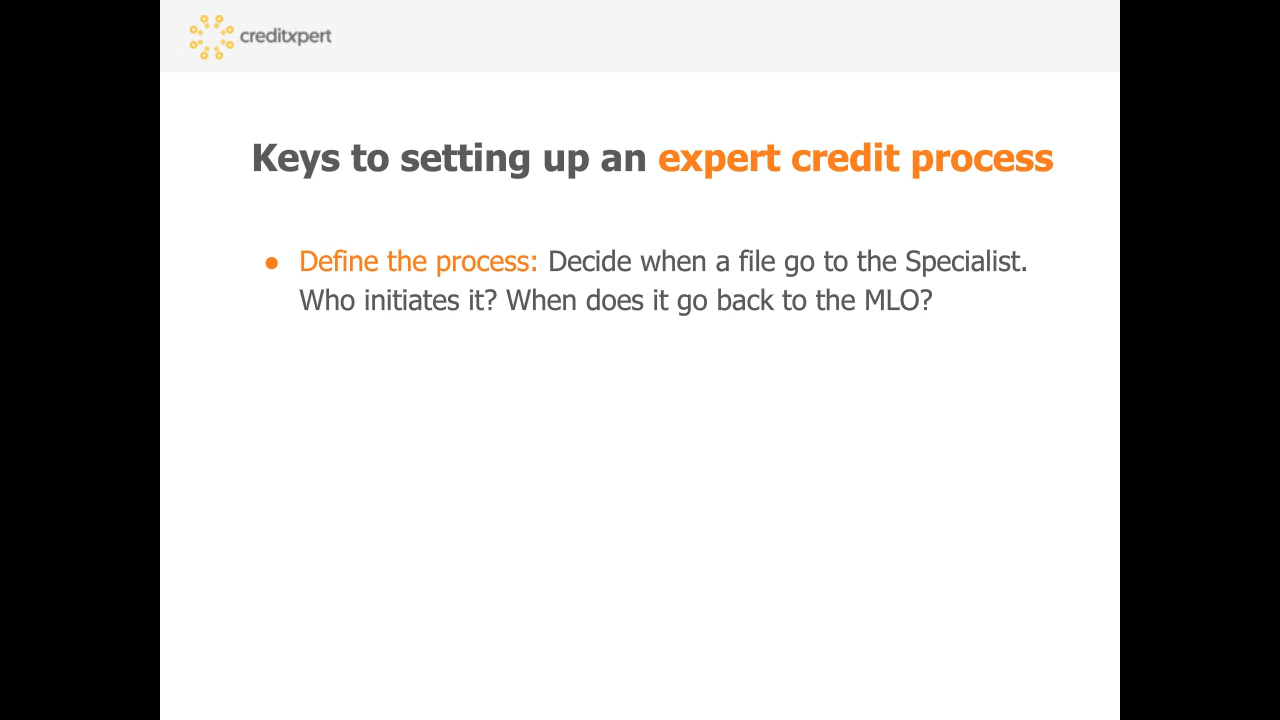 creditxpert
Keys to setting up an expert credit process
● Define the process: Decide when a file go to the Specialist.
Who initiates it? When does it go back to the MLO?